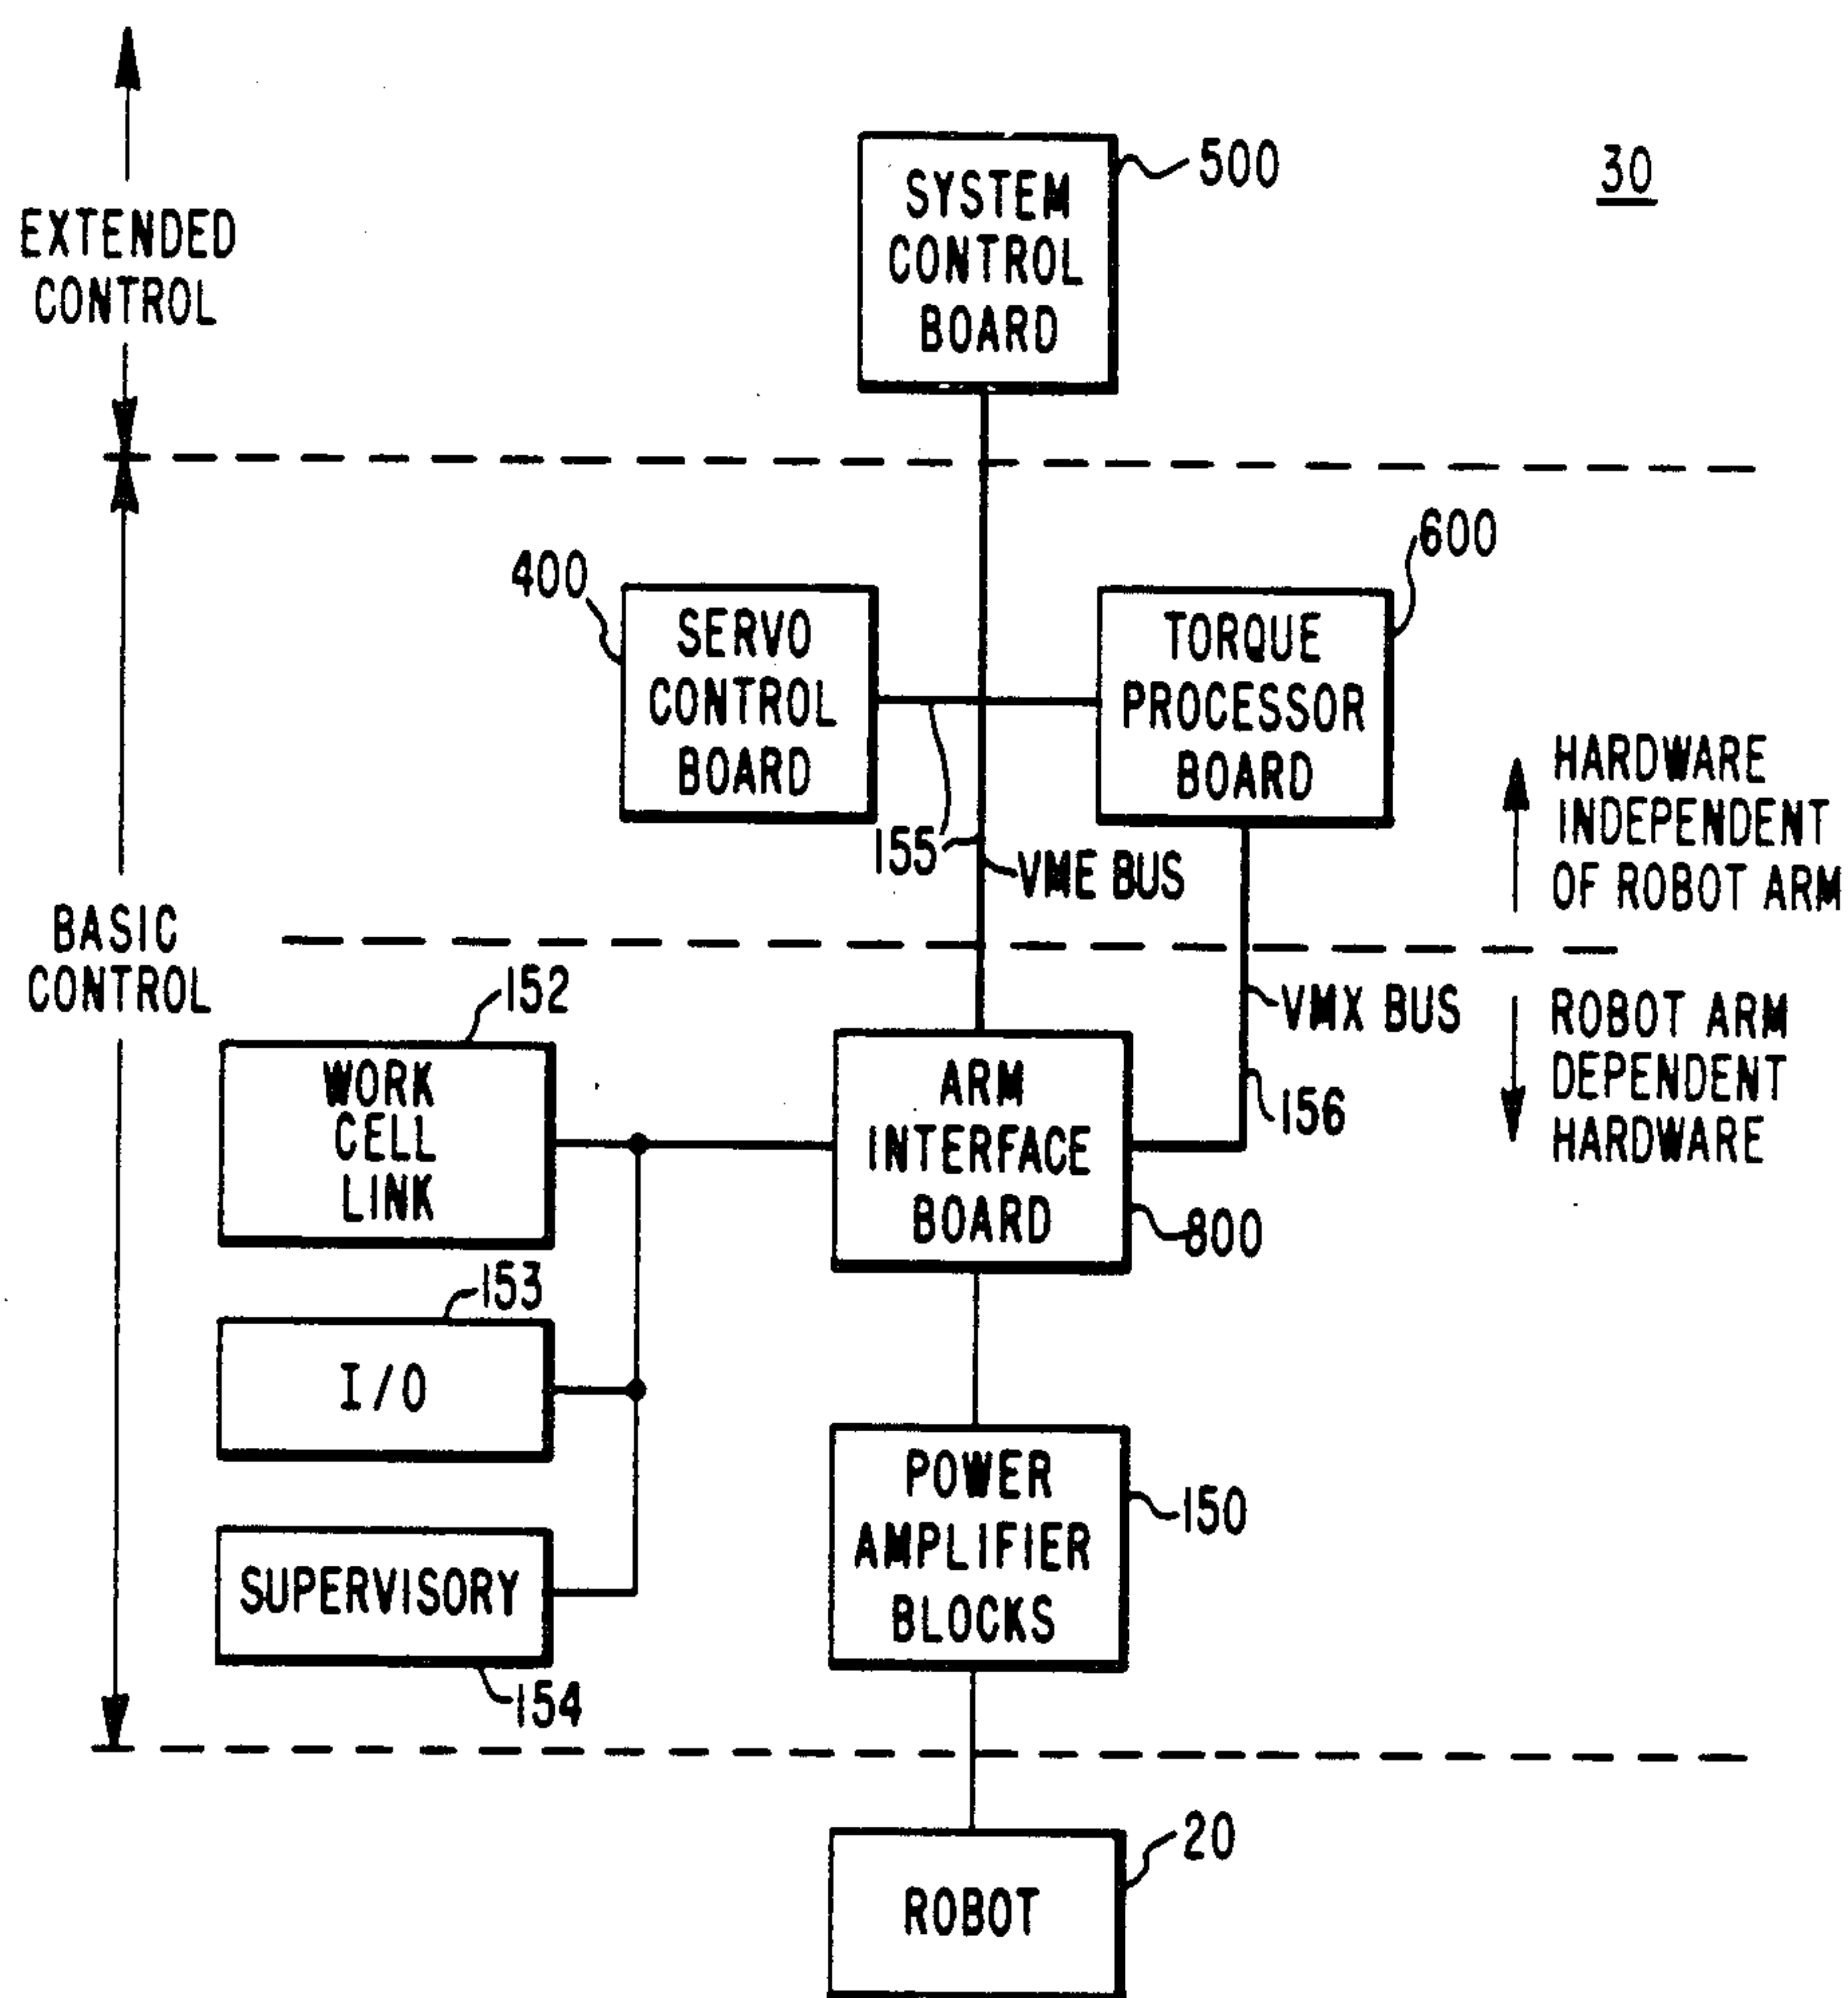 30
EXTENDED
CONTROL
SYSTEM
CONTROL
BOARD
500
400
SERVO
CONTROL
BOARD
600
TORQUE
PROCESSOR
BOARD
155
VME BUS
HARDWARE
INDEPENDENT
OF ROBOT ARM
BASIC
CONTROL
VMX BUS
156
ROBOT ARM
DEPENDENT
HARDWARE
152
WORK
CELL
LINK
ARM
INTERFACE
BOARD
800
153
I/O
POWER
AMPLIFIER
BLOCKS
150
SUPERVISORY
154
20
ROBOT